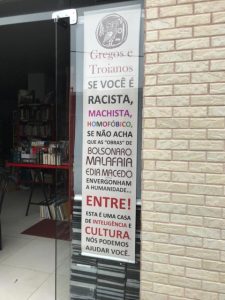 Gregos e
Troianos
SE VOCÊ É
RACISTA,
MACHISTA,
HOMOFÓBICO,
SE NÃO ACHA
QUE AS "OBRAS" DE
BOLSONARO
MALAFAIA
EDIR MACEDO
ENVERGONHAM
A HUMANIDADE...
ENTRE!
ESTA É UMA CASA
DE INTELIGÊNCIA E
CULTURA
NÓS PODEMOS
AJUDAR VOCÊ.